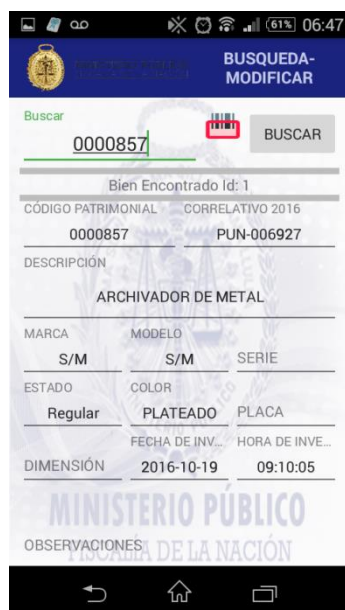 61% 06:47
BUSQUEDA-
MODIFICAR
Buscar
0000857
BUSCAR
Bien Encontrado Id: 1
CÓDIGO PATRIMONIAL CORRELATIVO 2016
0000857 PUN-006927
DESCRIPCIÓN
ARCHIVADOR DE METAL
MARCA MODELO
S/M S/M SERIE
ESTADO COLOR
Regular PLATEADO PLACA
FECHA DE INV... HORA DE INVE...
DIMENSIÓN 2016-10-19 09:10:05
MINISTERIO PÚBLICO
OBSERVACIONES
FISCALÍA DE LA NACIÓN